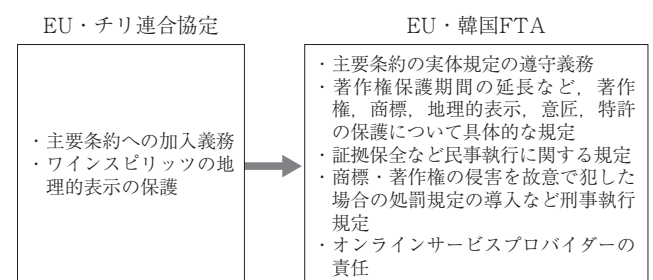 EU・チリ連合協定
・主要条約への加入義務
・ワインスピリッツの地
理的表示の保護
EU・韓国FTA
・主要条約の実体規定の遵守義務
・著作権保護期間の延長など，著作
権，商標，地理的表示，意匠，特許
の保護について具体的な規定
・証拠保全など民事執行に関する規定
・商標・著作権の侵害を故意で犯した
場合の処罰規定の導入など刑事執行
規定
・オンラインサービスプロバイダーの
責任